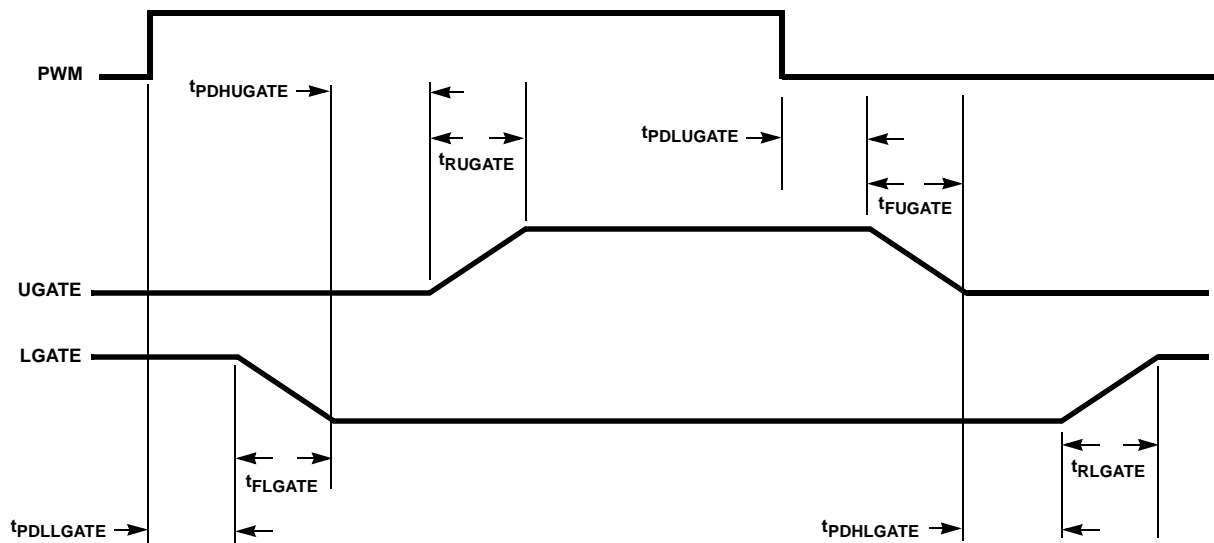 PWM
tPDHUGATE
tRUGATE
tPDLUGATE
tFUGATE
UGATE
LGATE
tFLGATE
tRLGATE
tPDLLGATE
tPDHLGATE